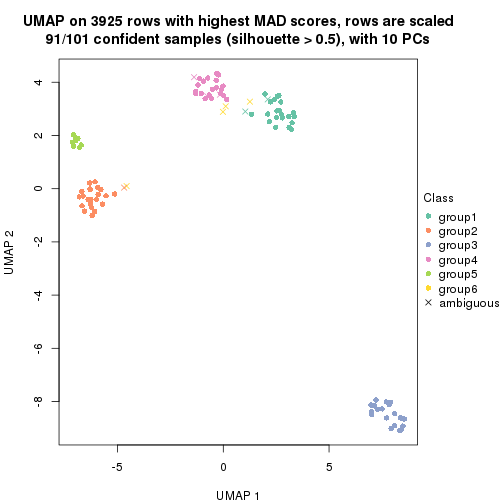 UMAP on 3925 rows with highest MAD scores, rows are scaled
91/101 confident samples (silhouette > 0.5), with 10 PCs
4
2
0
-2
-4
-6
-8
UMAP 2
-5
0
5
UMAP 1
Class
group1
group2
group3
group4
group5
group6
ambiguous